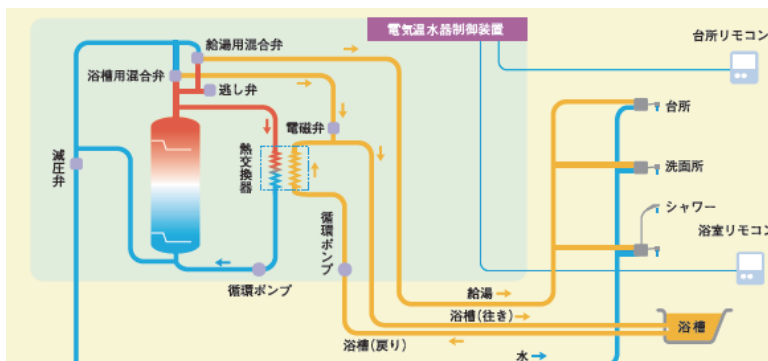 電気温水器制御装置
台所リモコン
給湯用混合弁
浴槽用混合弁
逃し弁
台所
電磁弁
減圧弁
熱交換器
洗面所
シャワー
浴室リモコン
循環ポンプ
循環ポンプ
給湯
浴槽(往き)
浴槽
浴槽(戻り)
水